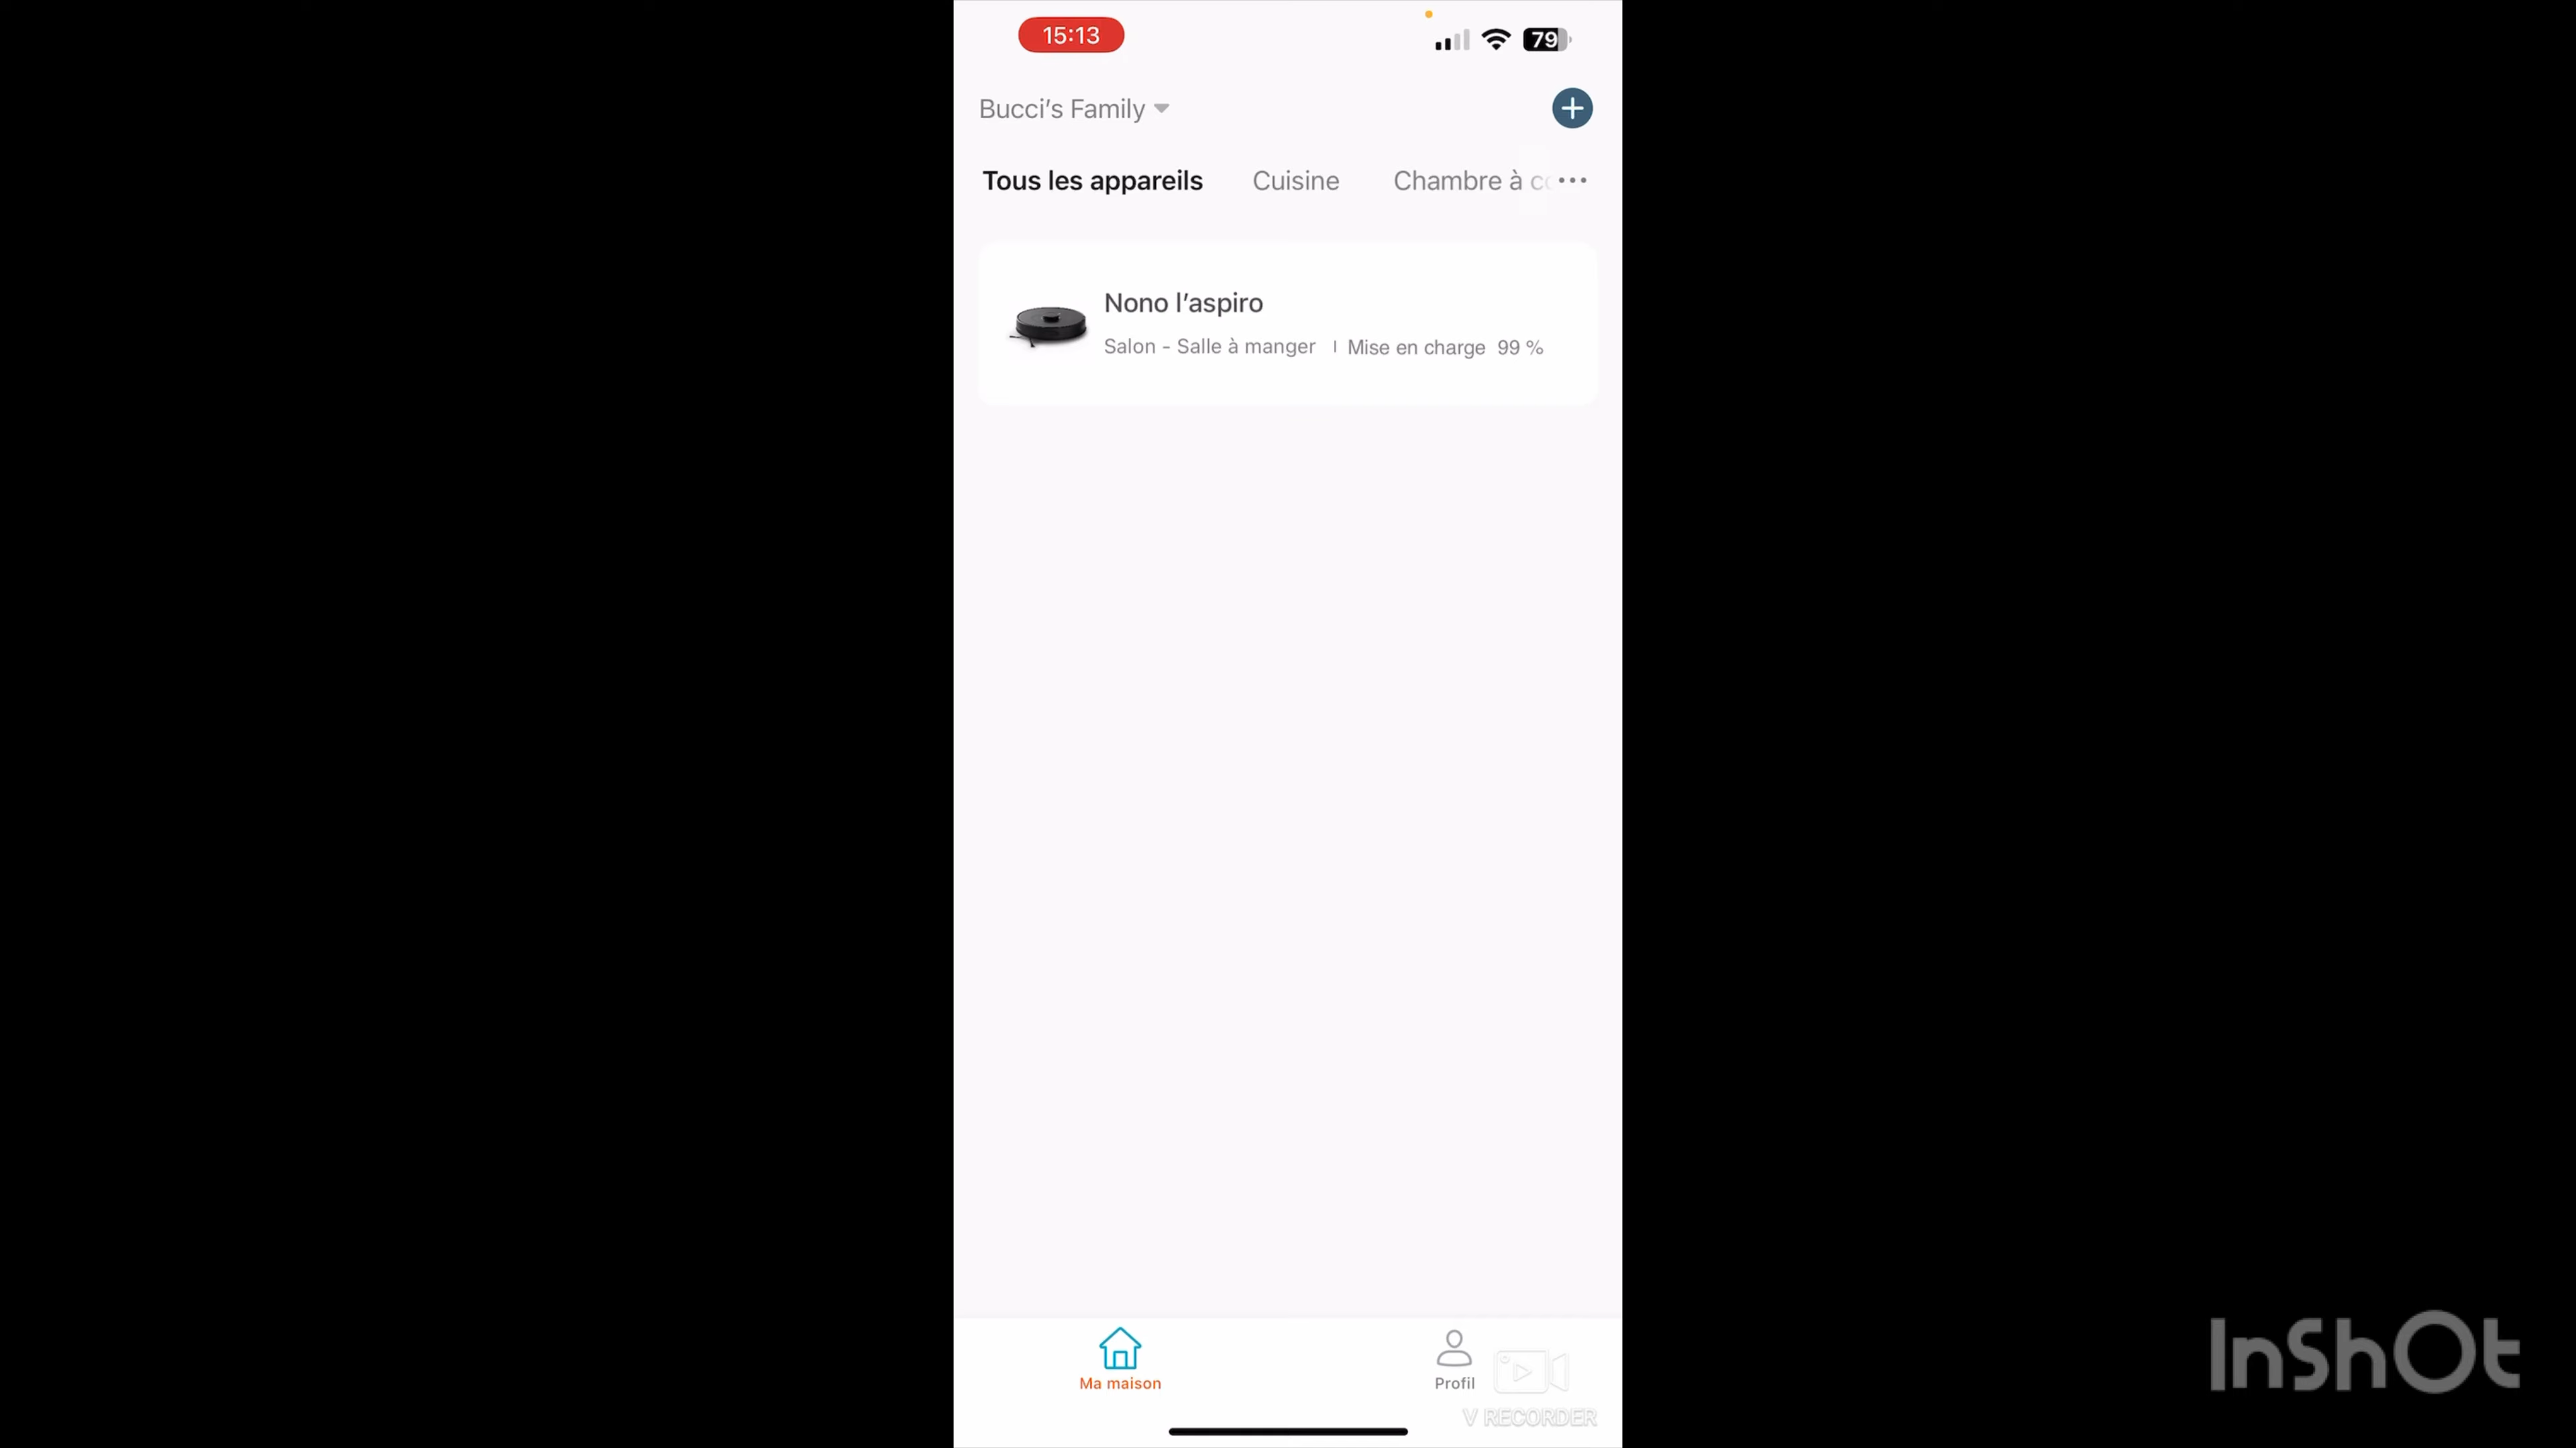 15:13
79
Bucci's Family
Tous les appareils Cuisine Chambre à co
Nono l'aspiro
Salon - Salle à manger | Mise en charge 99 %
Ma maison
Profil
V RECORDER
InShOt